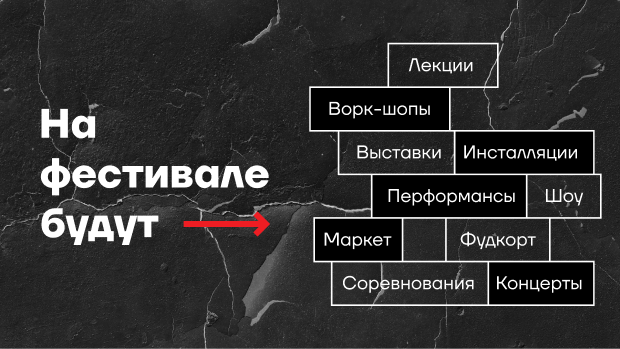 На
фестивале
будут
Лекции
Ворк-шопы
Выставки Инсталляции
Перформансы Шоу
Маркет Фудкорт
Соревнования Концерты